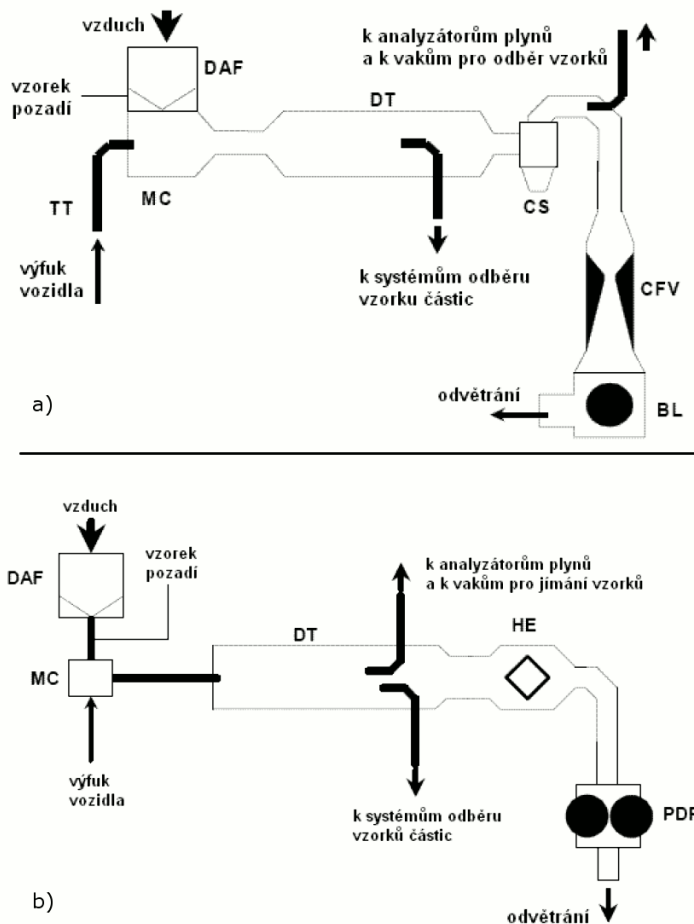 vzduch
DAF
k analyzátorům plynů
a k vakům pro odběr vzorků
vzorek
pozadí
DT
TT
MC
CS
výfuk
vozidla
k systémům odběru
vzorku částic
CFV
a)
odvětrání
BL
vzduch
vzorek
pozadí
DAF
k analyzátorům plynů
a k vakům pro jímání vzorků
DT
HE
MC
výfuk
vozidla
k systémům odběru
vzorků částic
PDP
b)
odvětrání